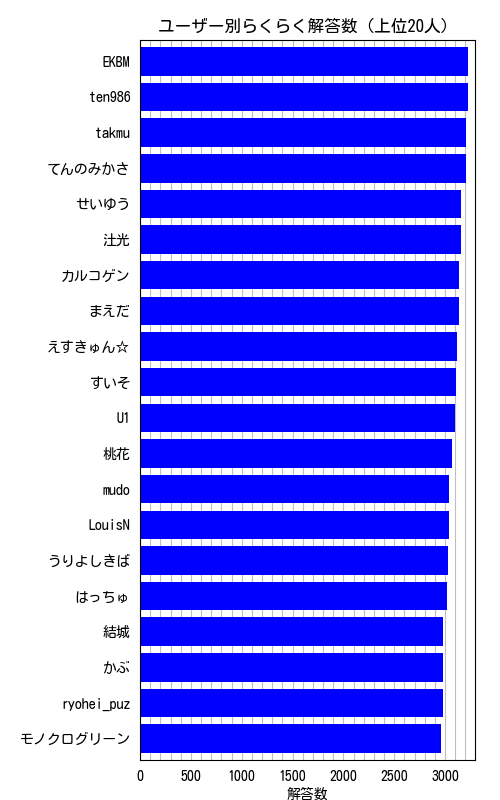 ユーザー別らくらく解答数 (上位20人)
EKBM
ten986
takmu
てんのみかさ
せいゆう
辻光
カルコゲン
まえだ
えすきゅん☆
すいそ
U1
桃花
mudo
LouisN
うりよしきば
はっちゅ
結城
かぶ
ryohei_puz
モノクログリーン
0 500 1000 1500 2000 2500 3000
解答数